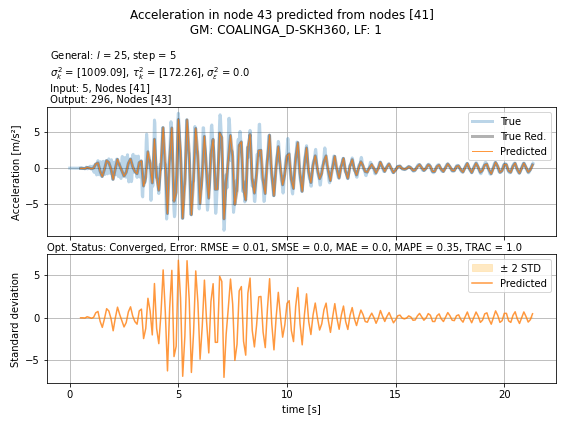 Acceleration in node 43 predicted from nodes [41]
GM: COALINGA_D-SKH360, LF: 1
General: l = 25, step = 5
σ²ₖ = [1009.09], τ²ₖ = [172.26], σ²ₑ = 0.0
Input: 5, Nodes [41]
Output: 296, Nodes [43]
Acceleration [m/s²]
5
0
−5
True
True Red.
Predicted
Opt. Status: Converged, Error: RMSE = 0.01, SMSE = 0.0, MAE = 0.0, MAPE = 0.35, TRAC = 1.0
Standard deviation
5
0
−5
± 2 STD
Predicted
0 5 10 15 20
time [s]